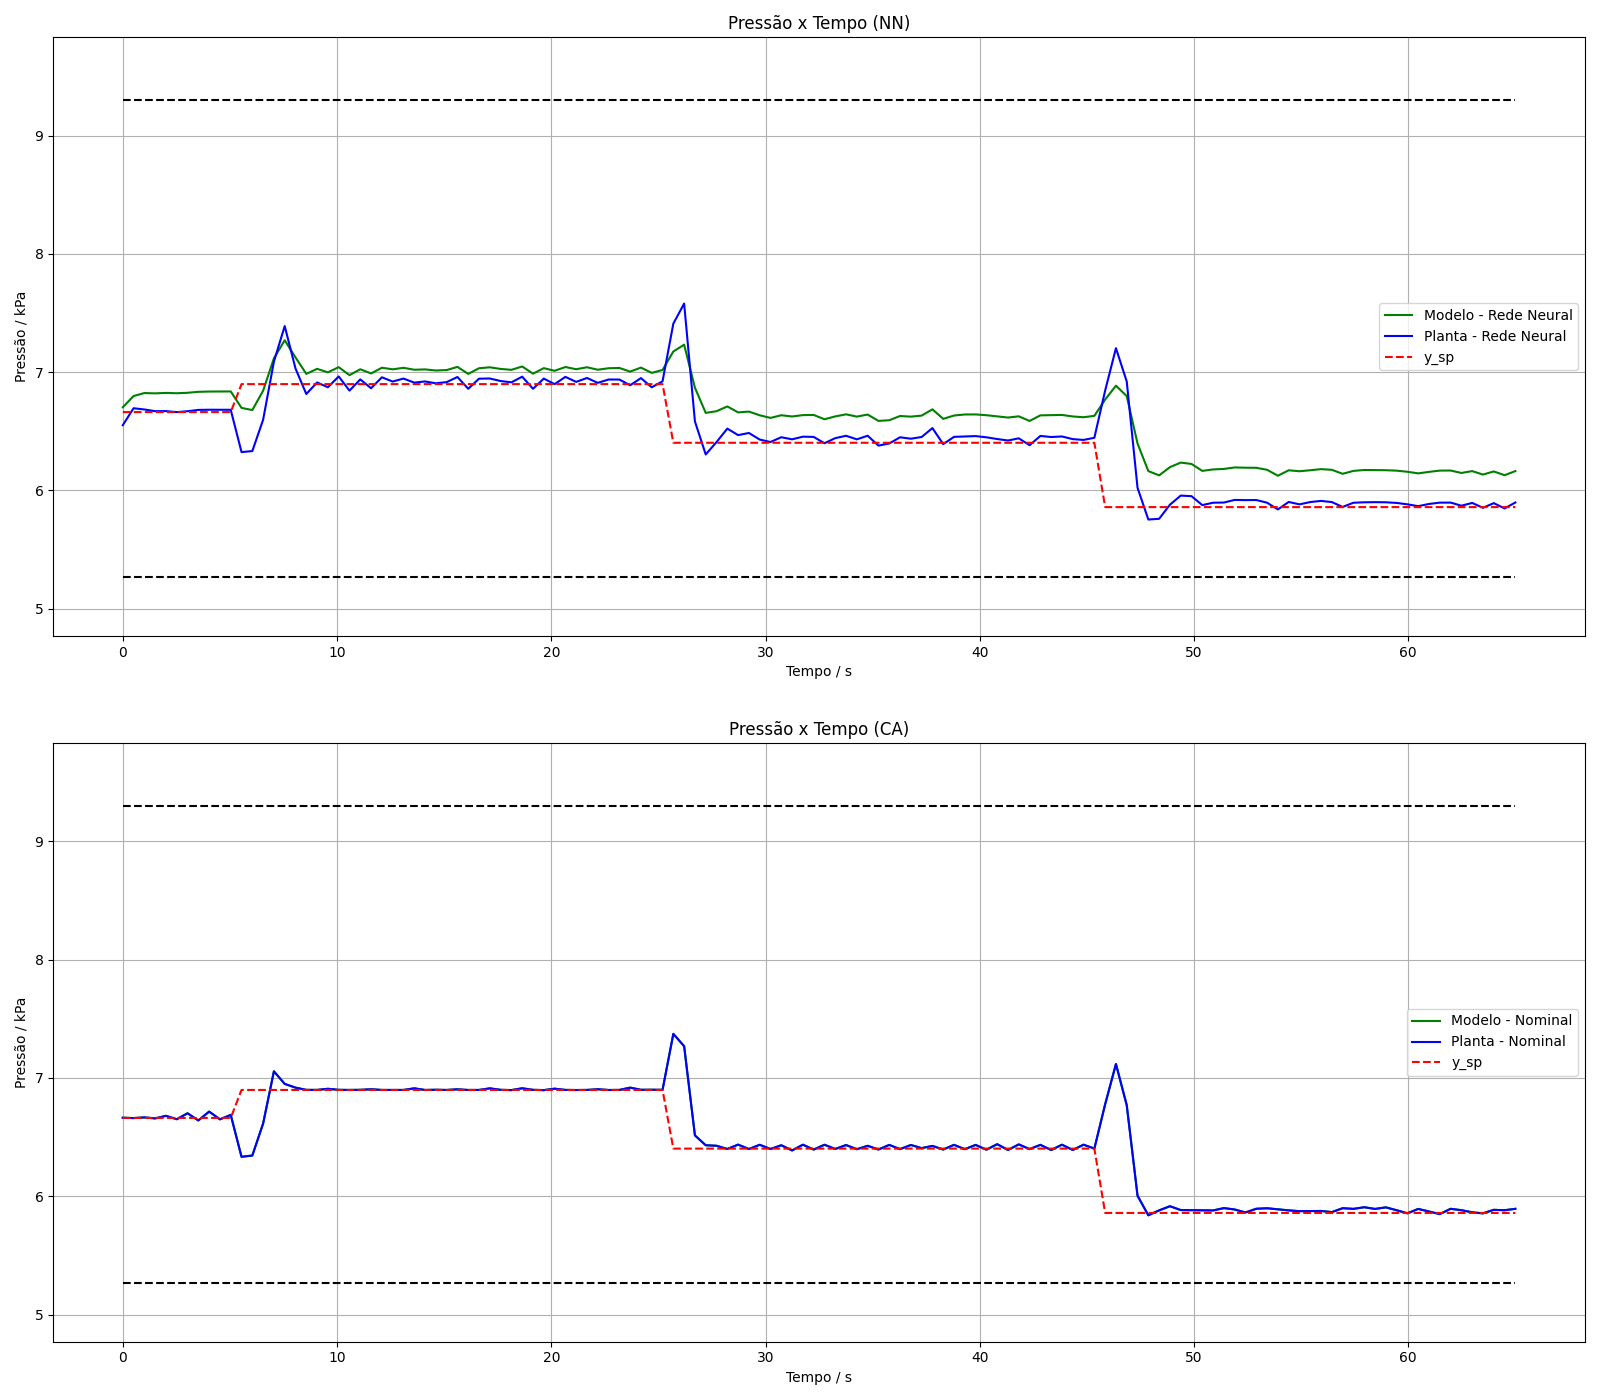 Pressão x Tempo (NN)
Pressão / kPa
9
8
7
6
5
Modelo - Rede Neural
Planta - Rede Neural
y_sp
0 10 20 30 40 50 60
Tempo / s
Pressão x Tempo (CA)
Pressão / kPa
9
8
7
6
5
Modelo - Nominal
Planta - Nominal
y_sp
0 10 20 30 40 50 60
Tempo / s